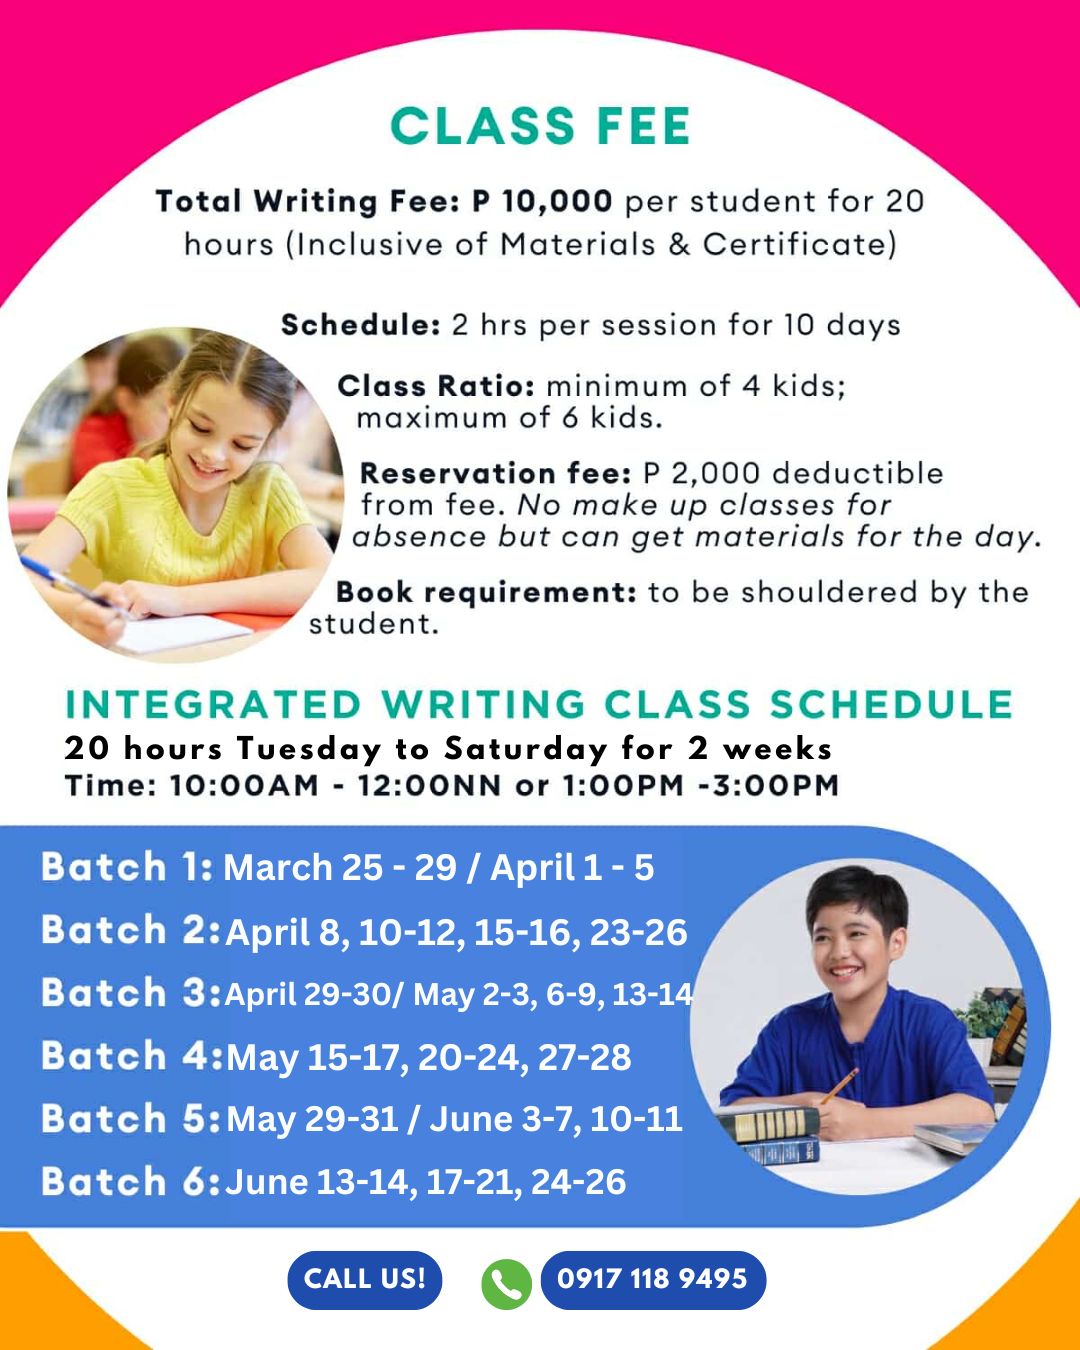 CLASS FEE
Total Writing Fee: P 10,000 per student for 20
hours (Inclusive of Materials & Certificate)
Schedule: 2 hrs per session for 10 days
Class Ratio: minimum of 4 kids;
maximum of 6 kids.
Reservation fee: P 2,000 deductible
from fee. No make up classes for
absence but can get materials for the day.
Book requirement: to be shouldered by the
student.
INTEGRATED WRITING CLASS SCHEDULE
20 hours Tuesday to Saturday for 2 weeks
Time: 10:00AM - 12:00NN or 1:00PM -3:00PM
Batch 1: March 25 - 29 / April 1 - 5
Batch 2: April 8, 10-12, 15-16, 23-26
Batch 3: April 29-30/ May 2-3, 6-9, 13-14
Batch 4: May 15-17, 20-24, 27-28
Batch 5: May 29-31 / June 3-7, 10-11
Batch 6: June 13-14, 17-21, 24-26
CALL US! 0917 118 9495